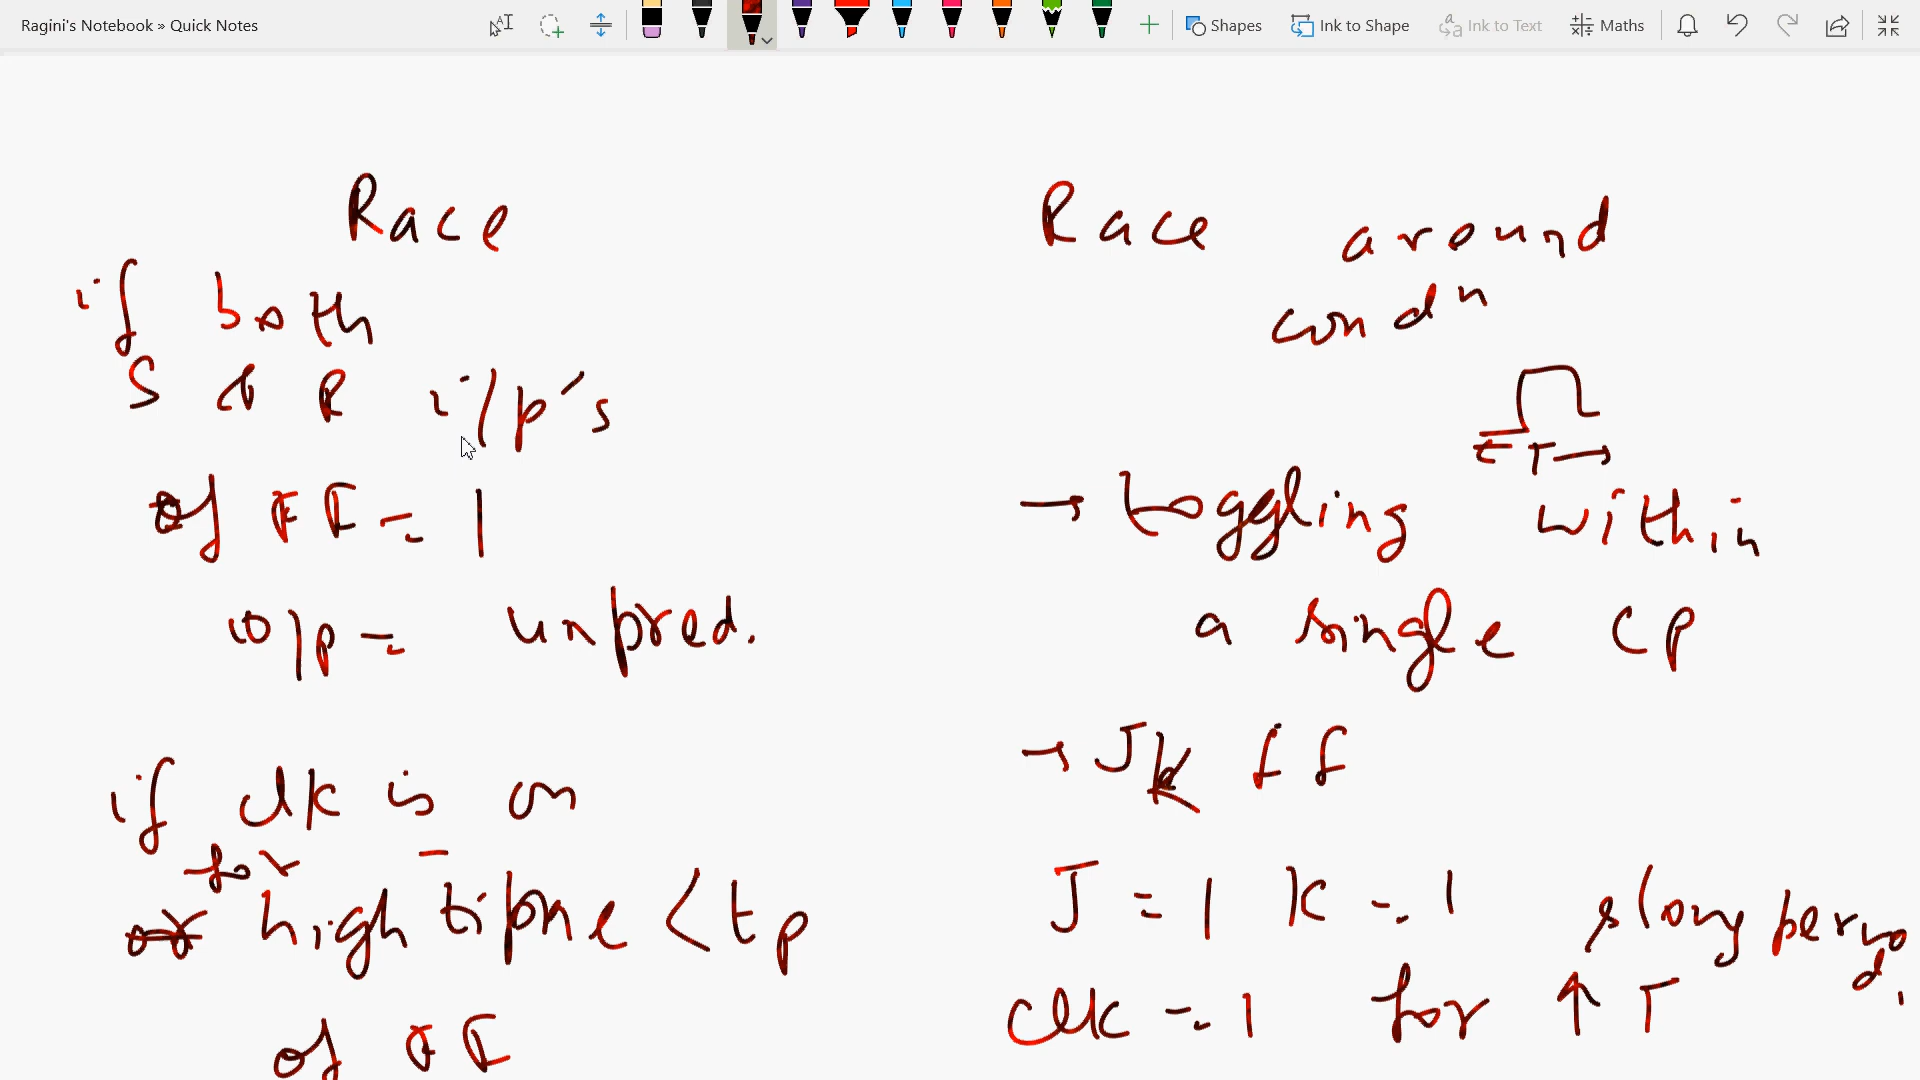 Ragini's Notebook » Quick Notes
Shapes
Ink to Shape
Ink to Text
Maths
Race
if both
S & R i/p's
of FF = 1
o/p = unpred.
if clk is on
for
high time < tp
of FF
Race around
condn
T
→ toggling within
a single CP
→ JK FF
J = 1 K = 1
long period.
Clk = 1 for ↑ T